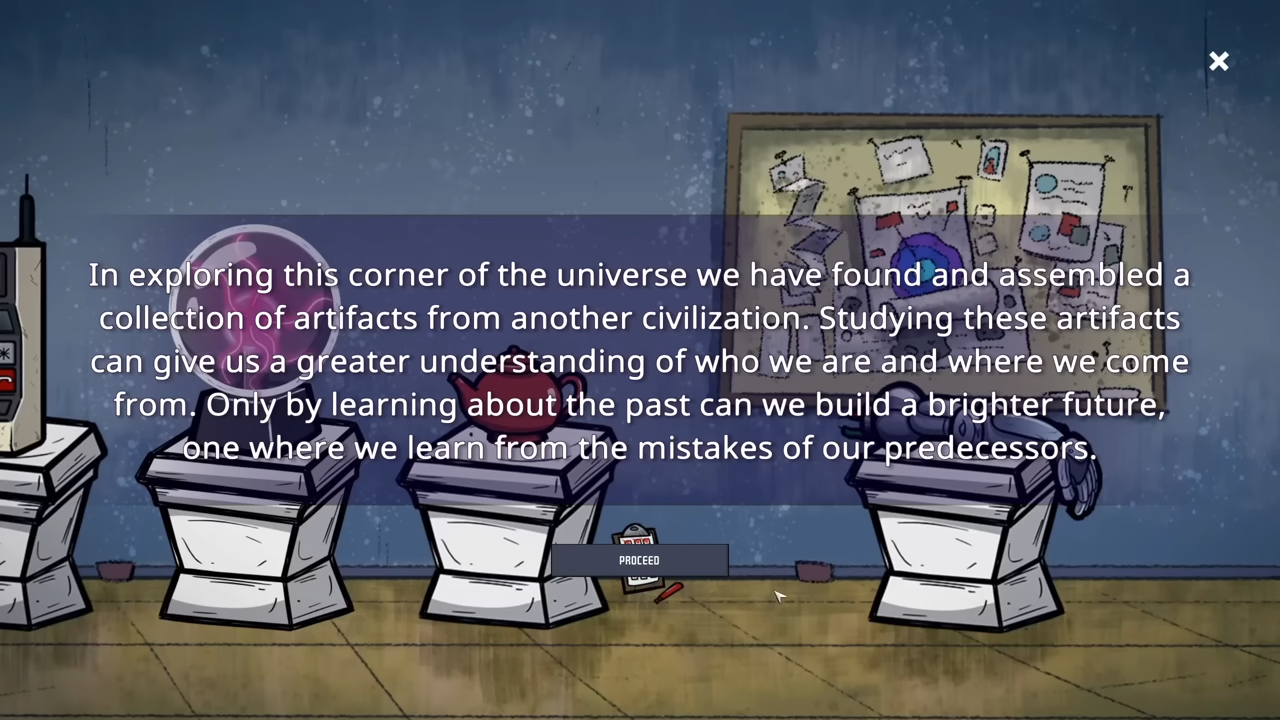 In exploring this corner of the universe we have found and assembled a
collection of artifacts from another civilization. Studying these artifacts
can give us a greater understanding of who we are and where we come
from. Only by learning about the past can we build a brighter future,
one where we learn from the mistakes of our predecessors.
PROCEED